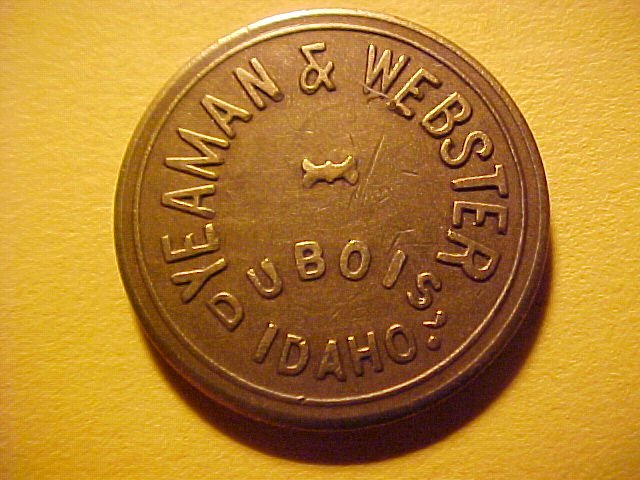 YEAMAN & WEBSTER
DUBOIS,
IDAHO.